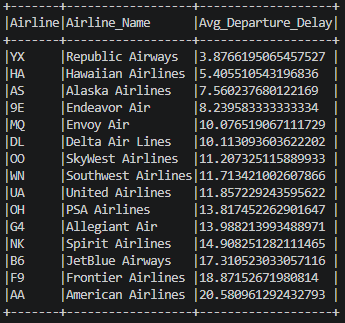 +-------+------------------+-------------------+
|Airline|Airline_Name      |Avg_Departure_Delay|
+-------+------------------+-------------------+
|YX     |Republic Airways  |3.8766195065457527 |
|HA     |Hawaiian Airlines |5.405510543196836  |
|AS     |Alaska Airlines   |7.560237680122169  |
|9E     |Endeavor Air      |8.239583333333334  |
|MQ     |Envoy Air         |10.076519067111729 |
|DL     |Delta Air Lines   |10.113093603622202 |
|OO     |SkyWest Airlines  |11.207325115889933 |
|WN     |Southwest Airlines|11.713421002607866 |
|UA     |United Airlines   |11.857229243595622 |
|OH     |PSA Airlines      |13.817452262901647 |
|G4     |Allegiant Air     |13.988213993488971 |
|NK     |Spirit Airlines   |14.908251282111465 |
|B6     |JetBlue Airways   |17.310523033057116 |
|F9     |Frontier Airlines |18.87152671980814  |
|AA     |American Airlines |20.580961292432793 |
+-------+------------------+-------------------+